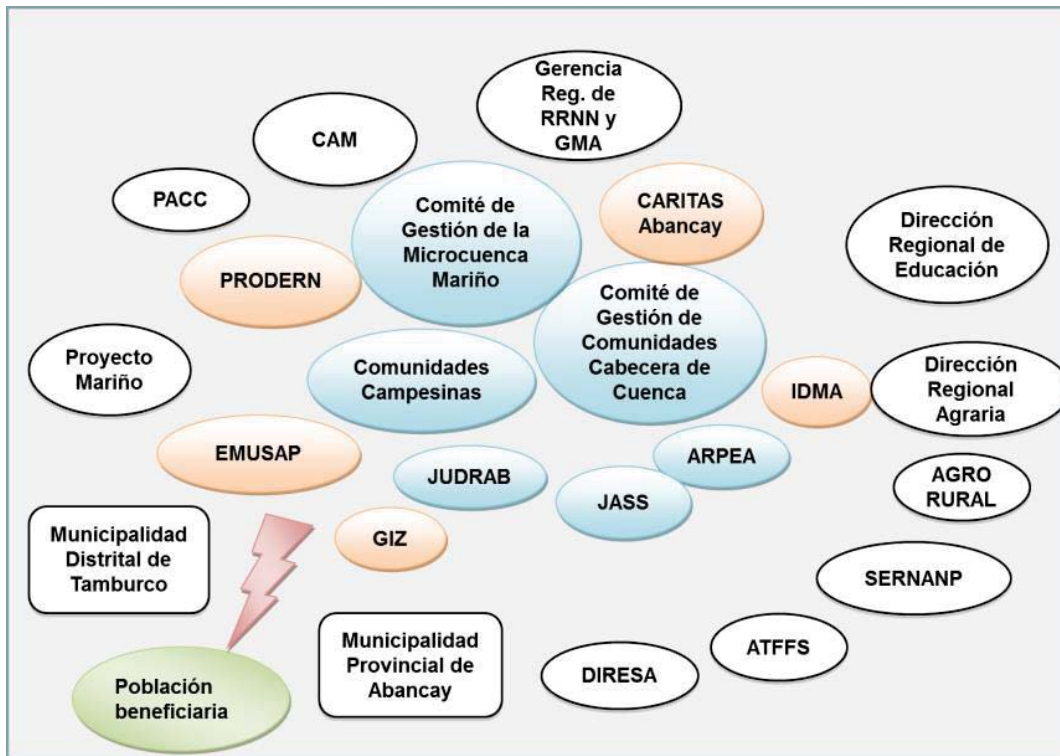 Gerencia
Reg. de
RRNN y
GMA
CAM
PACC
Comité de
Gestión de la
Microcuenca
Mariño
CARITAS
Abancay
Dirección
Regional de
Educación
PRODERN
Comité de
Gestión de
Comunidades
Cabecera de
Cuenca
Proyecto
Mariño
Comunidades
Campesinas
IDMA
Dirección
Regional
Agraria
EMUSAP
JUDRAB
ARPEA
JASS
AGRO
RURAL
Municipalidad
Distrital de
Tamburco
GIZ
SERNANP
Municipalidad
Provincial de
Abancay
ATFFS
DIRESA
Población
beneficiaria